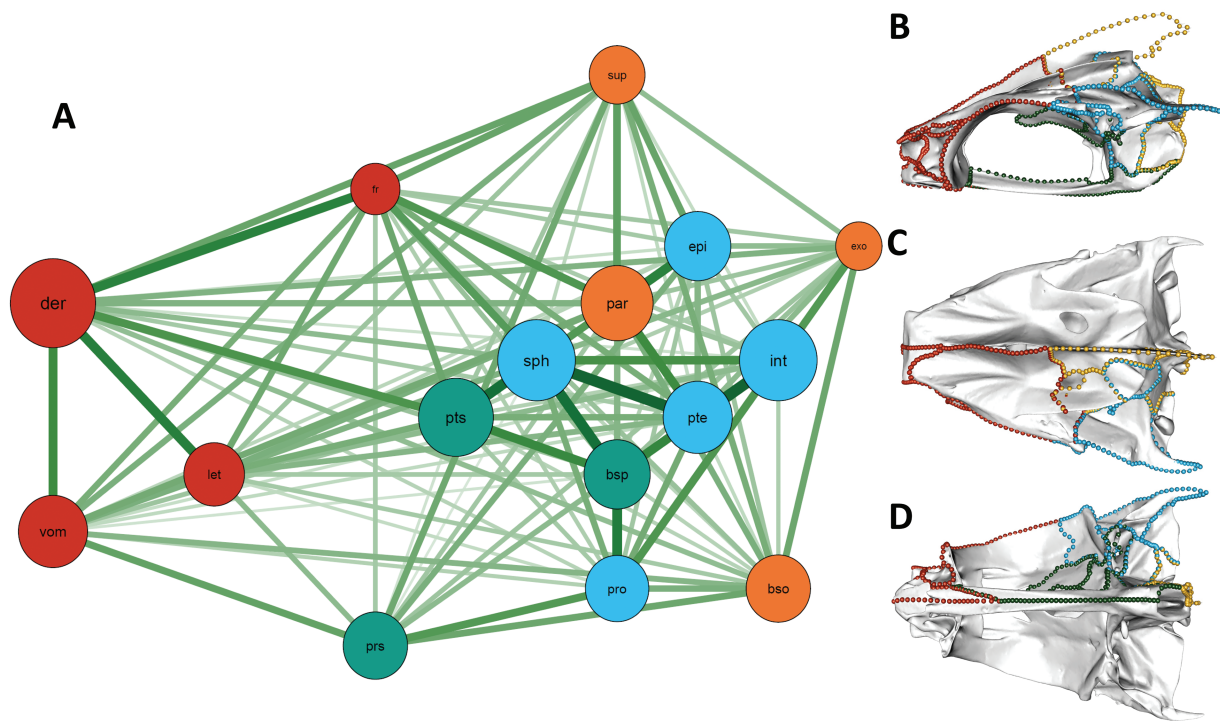 B
sup
A
fr
epi
exo
C
der
par
sph
int
pts
pte
let
bsp
D
vom
pro
bso
prs